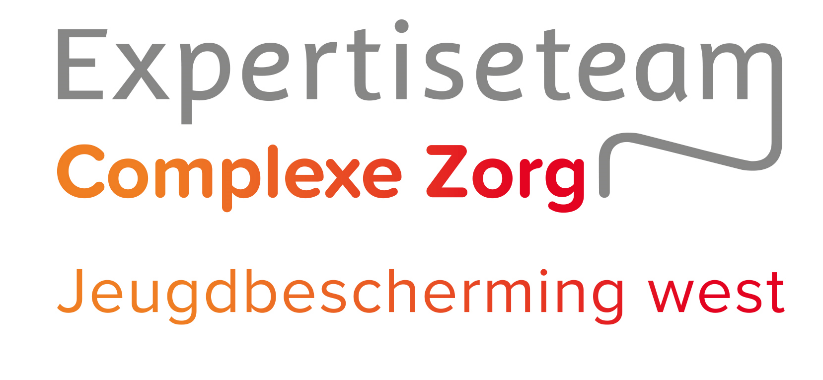 Expertiseteam
Complexe Zorg
Jeugdbescherming west